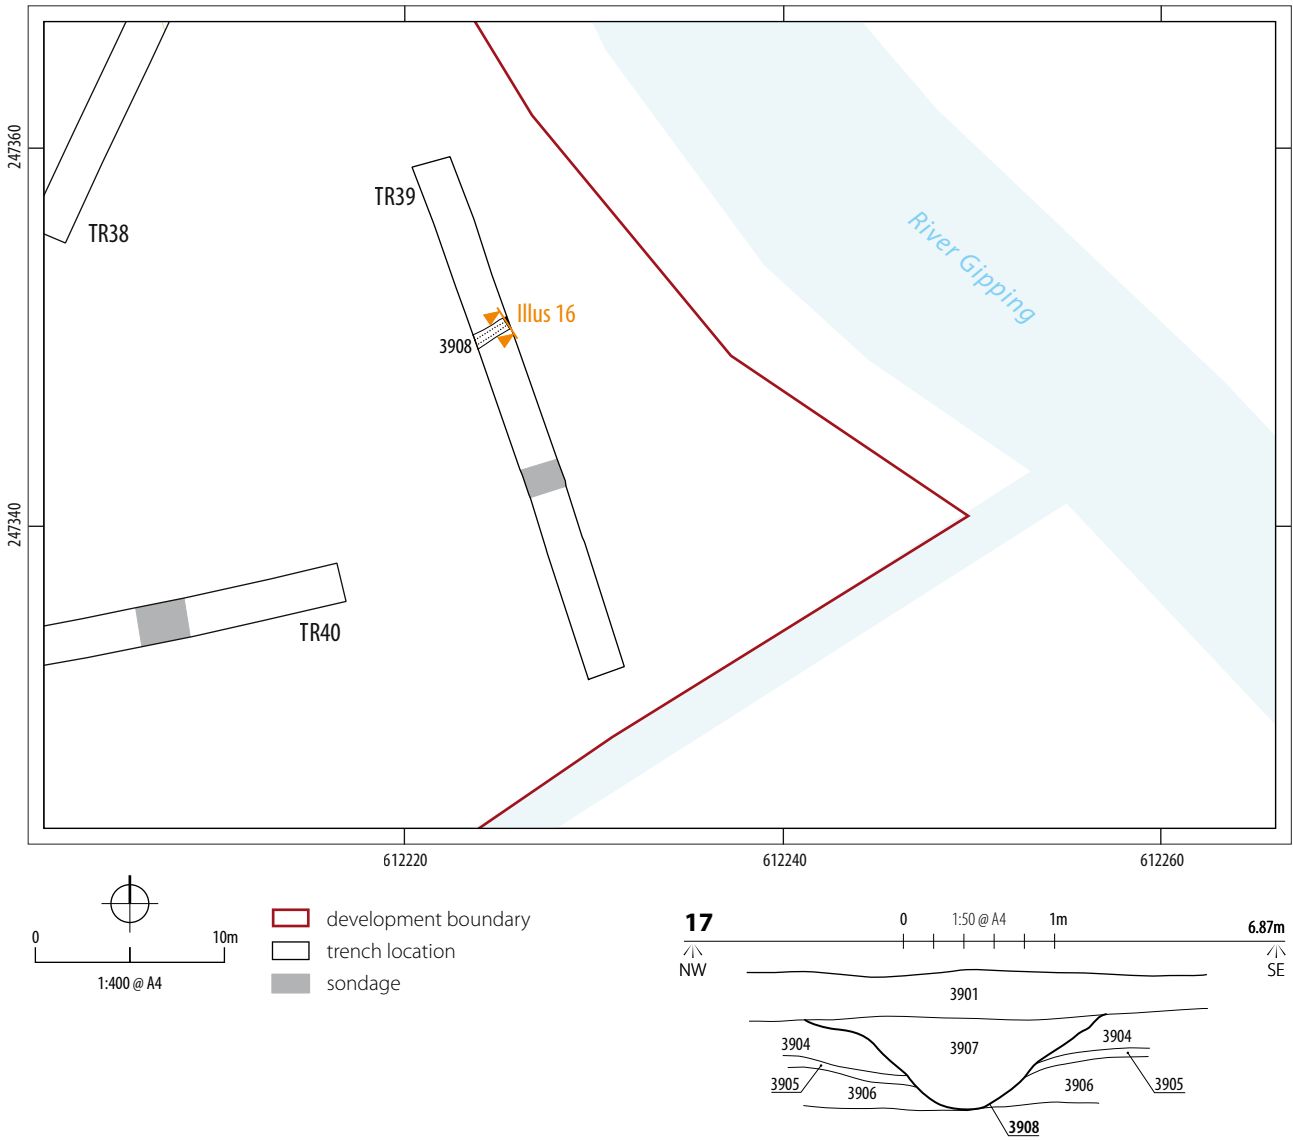 247360
247340
TR38
TR39
River Gipping
Illus 16
3908
TR40
612220
612240
612260
0
10m
1:400 @ A4
development boundary
trench location
sondage
17
0
1:50 @ A4
1m
6.87m
NW
SE
3901
3904
3907
3904
3905
3906
3906
3905
3908